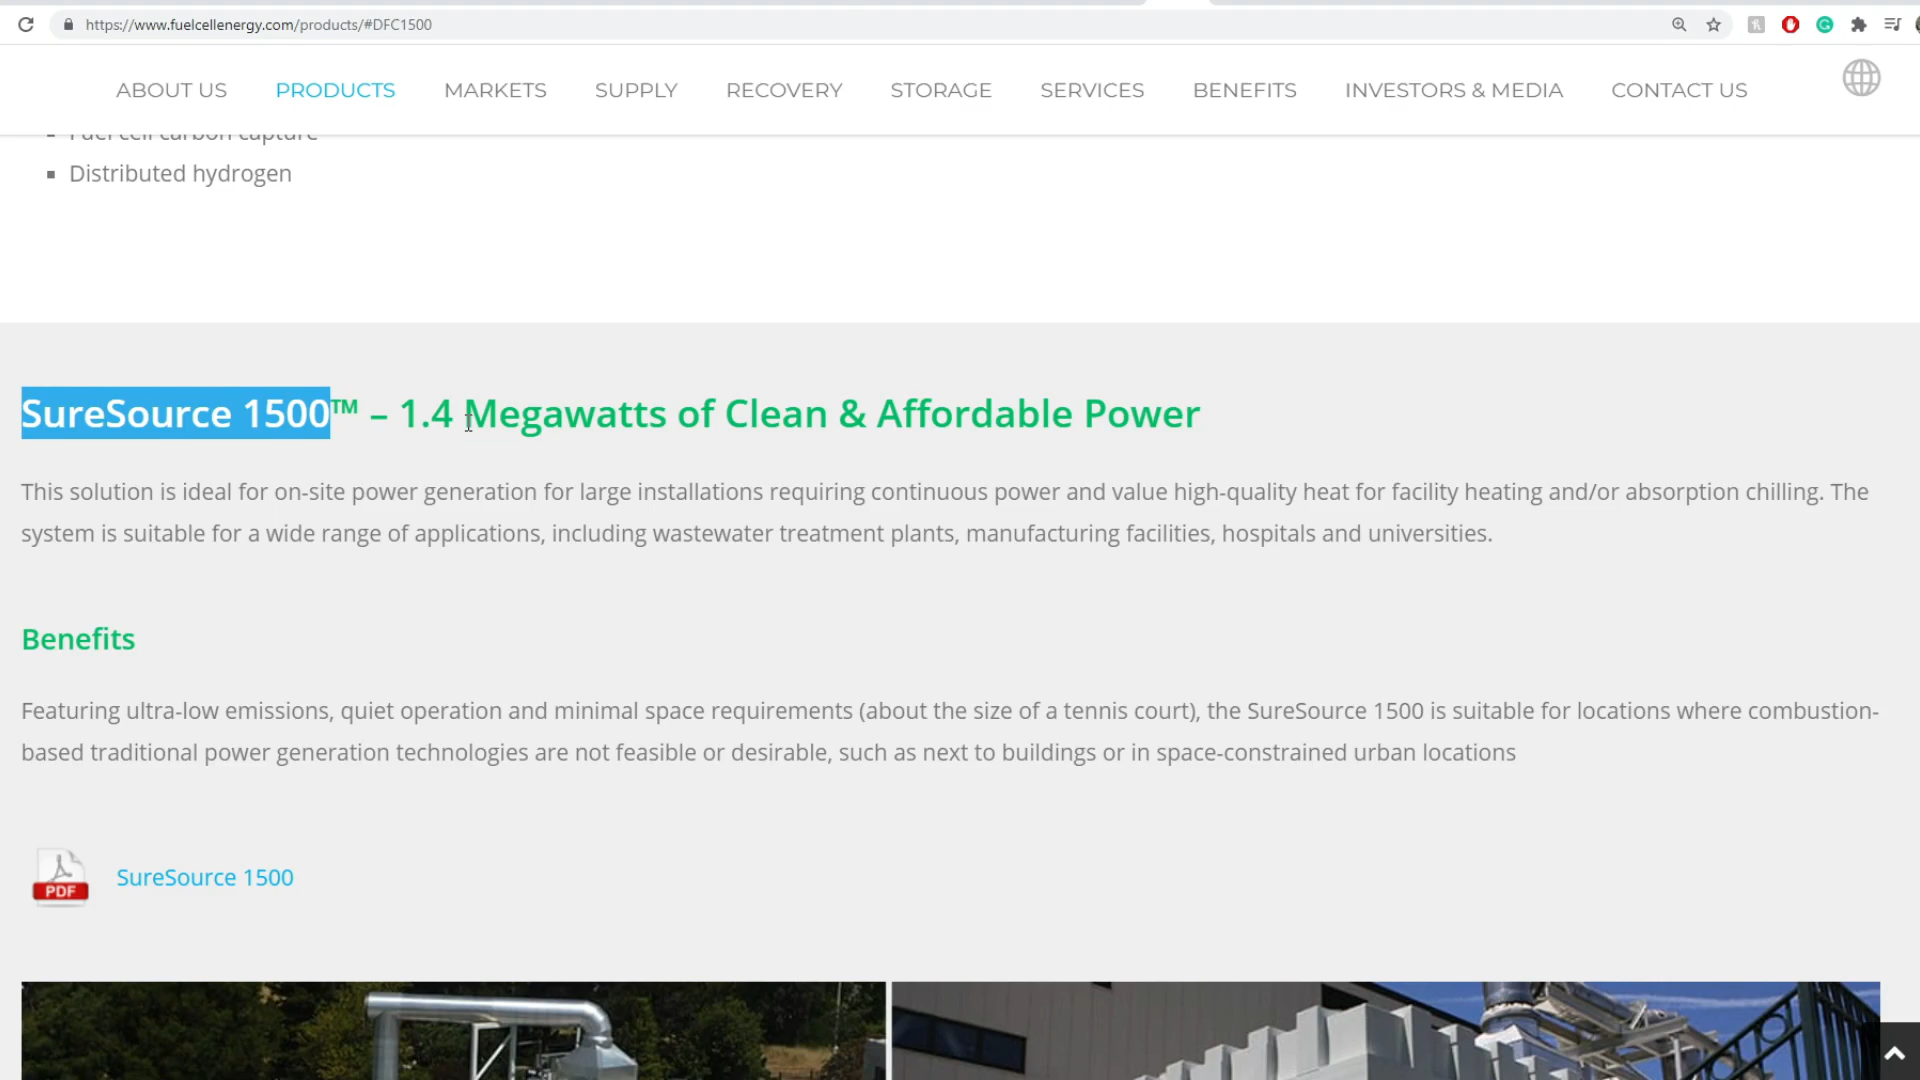 https://www.fuelcellenergy.com/products/#DFC1500
ABOUT US PRODUCTS MARKETS SUPPLY RECOVERY STORAGE SERVICES BENEFITS INVESTORS & MEDIA CONTACT US
Fuel cell carbon capture
Distributed hydrogen
SureSource 1500™ – 1.4 Megawatts of Clean & Affordable Power
This solution is ideal for on-site power generation for large installations requiring continuous power and value high-quality heat for facility heating and/or absorption chilling. The
system is suitable for a wide range of applications, including wastewater treatment plants, manufacturing facilities, hospitals and universities.
Benefits
Featuring ultra-low emissions, quiet operation and minimal space requirements (about the size of a tennis court), the SureSource 1500 is suitable for locations where combustion-
based traditional power generation technologies are not feasible or desirable, such as next to buildings or in space-constrained urban locations
PDF
SureSource 1500